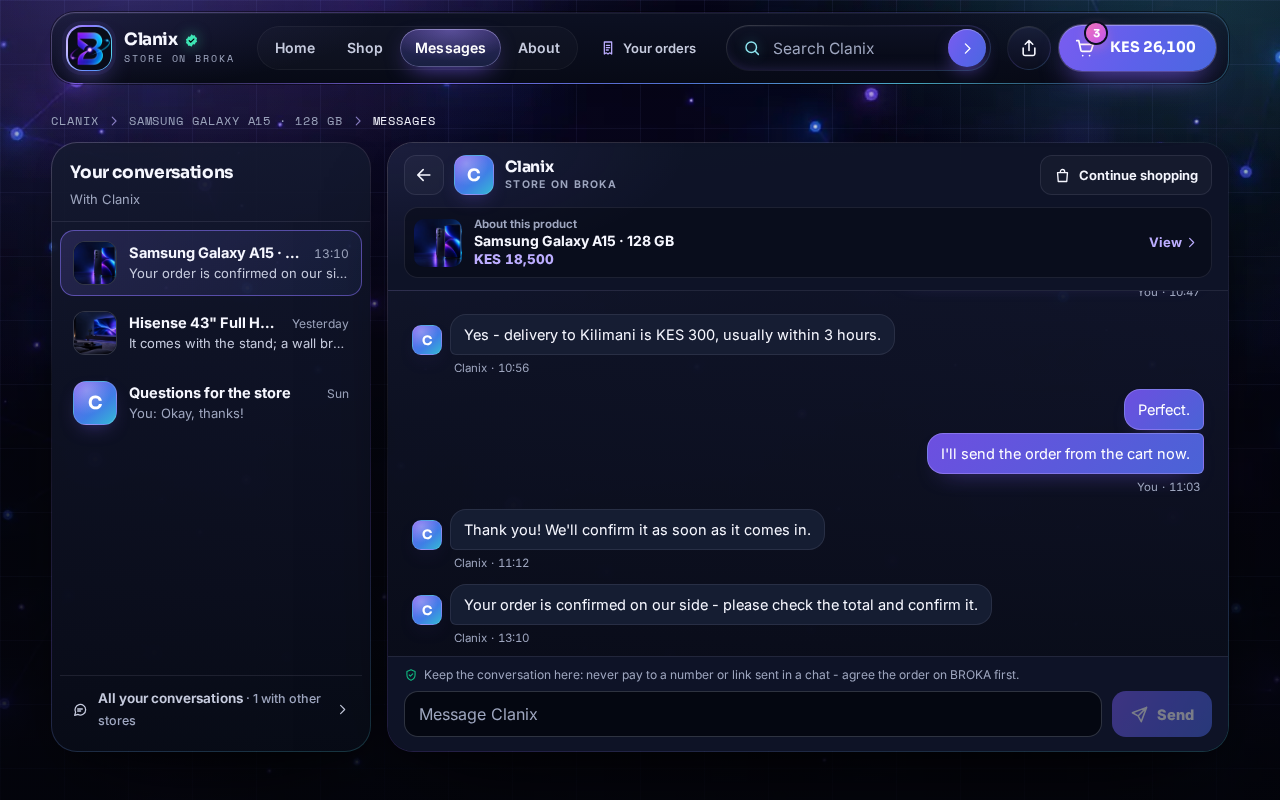 Clanix
STORE ON BROKA
Home
Shop
Messages
About
Your orders
Search Clanix
3
KES 26,100
CLANIX > SAMSUNG GALAXY A15 · 128 GB > MESSAGES
Your conversations
With Clanix
Samsung Galaxy A15 · ... 13:10
Your order is confirmed on our si...
Hisense 43" Full H... Yesterday
It comes with the stand; a wall br...
C
Questions for the store Sun
You: Okay, thanks!
All your conversations · 1 with other
stores
C
Clanix
STORE ON BROKA
Continue shopping
About this product
Samsung Galaxy A15 · 128 GB
KES 18,500
View
You · 10:47
C
Yes - delivery to Kilimani is KES 300, usually within 3 hours.
Clanix · 10:56
Perfect.
I'll send the order from the cart now.
You · 11:03
C
Thank you! We'll confirm it as soon as it comes in.
Clanix · 11:12
C
Your order is confirmed on our side - please check the total and confirm it.
Clanix · 13:10
Keep the conversation here: never pay to a number or link sent in a chat - agree the order on BROKA first.
Message Clanix
Send